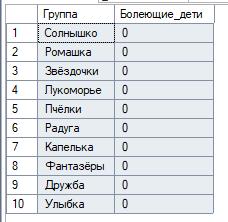 Группа Болеющие_дети
1 Солнышко 0
2 Ромашка 0
3 Звёздочки 0
4 Лукоморье 0
5 Пчёлки 0
6 Радуга 0
7 Капелька 0
8 Фантазёры 0
9 Дружба 0
10 Улыбка 0